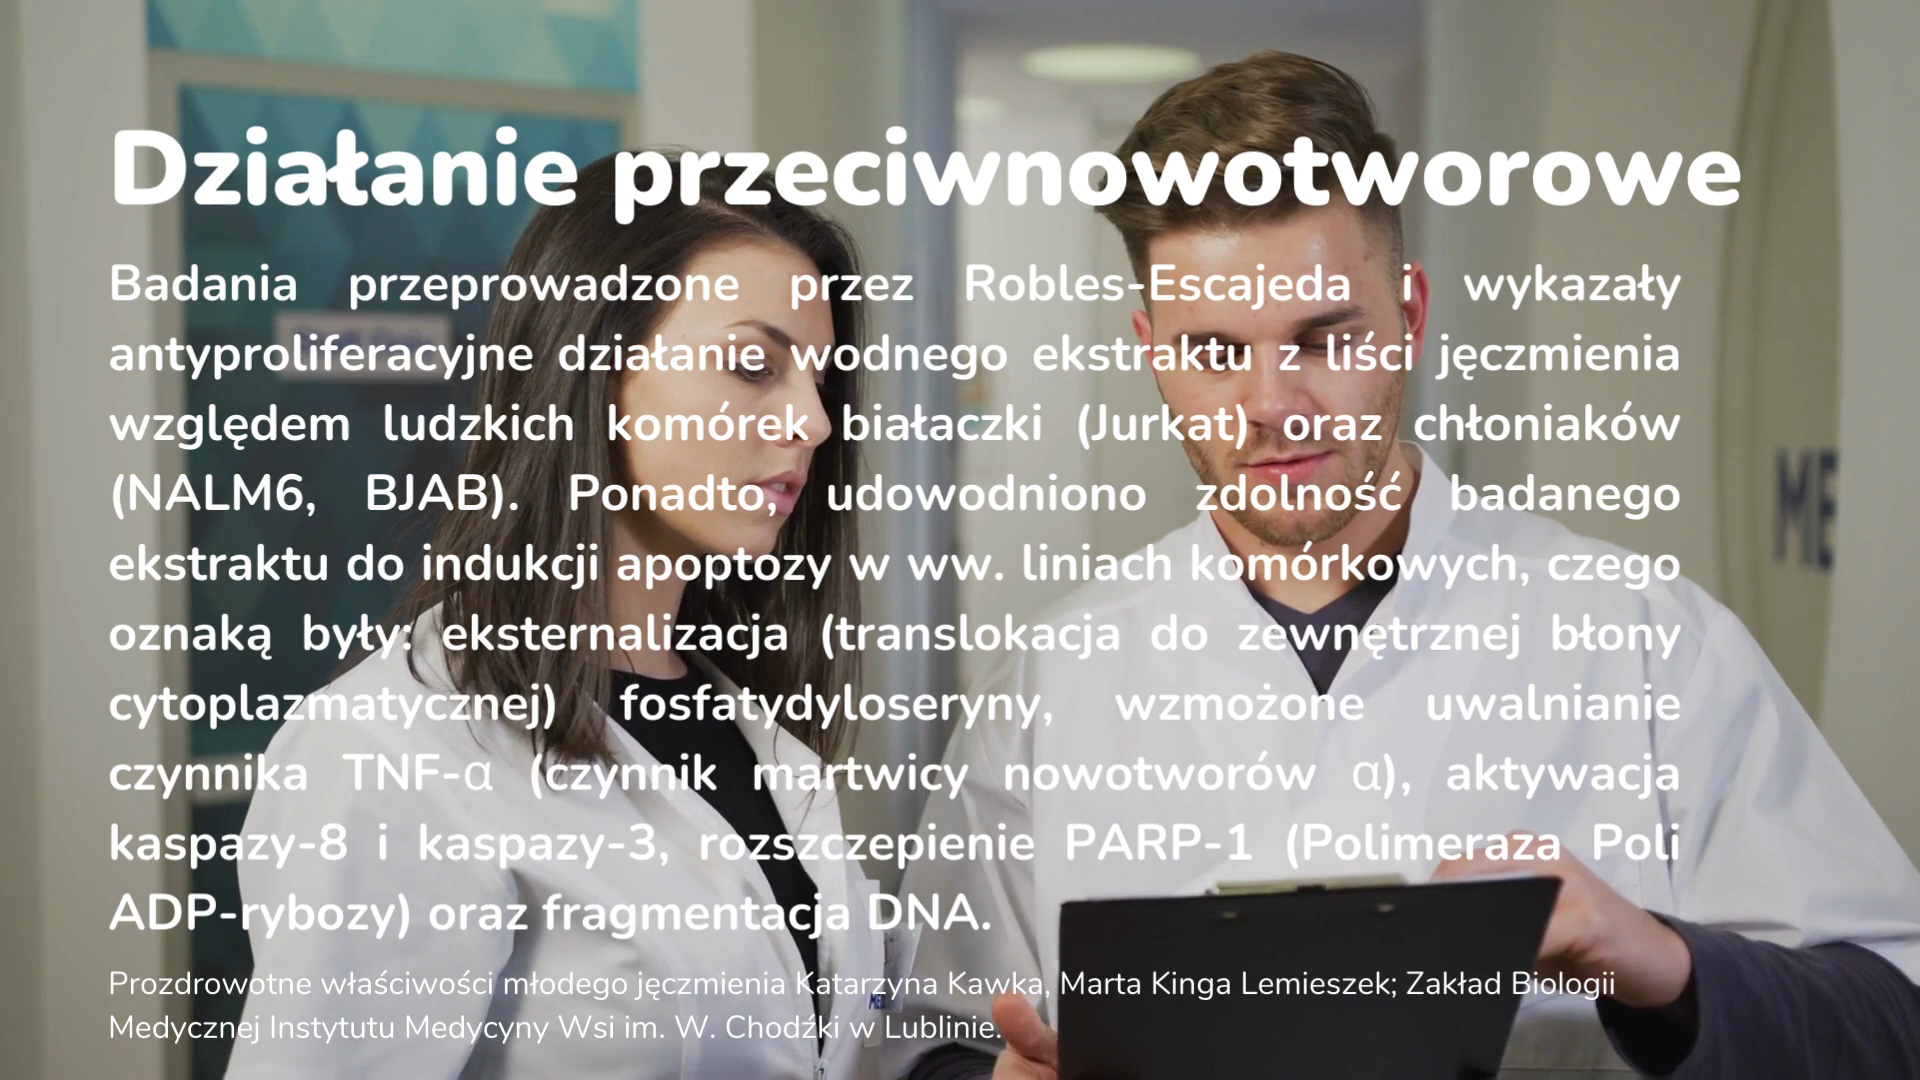 Działanie przeciwnowotworowe
Badania przeprowadzone przez Robles-Escajeda i wykazały
antyproliferacyjne działanie wodnego ekstraktu z liści jęczmienia
względem ludzkich komórek białaczki (Jurkat) oraz chłoniaków
(NALM6, BJAB). Ponadto, udowodniono zdolność badanego
ekstraktu do indukcji apoptozy w ww. liniach komórkowych, czego
oznaką były: eksternalizacja (translokacja do zewnętrznej błony
cytoplazmatycznej) fosfatydyloseryny, wzmożone uwalnianie
czynnika TNF-α (czynnik martwicy nowotworów α), aktywacja
kaspazy-8 i kaspazy-3, rozszczepienie PARP-1 (Polimeraza Poli
ADP-rybozy) oraz fragmentacja DNA.
Prozdrowotne właściwości młodego jęczmienia Katarzyna Kawka, Marta Kinga Lemieszek; Zakład Biologii
Medycznej Instytutu Medycyny Wsi im. W. Chodźki w Lublinie.